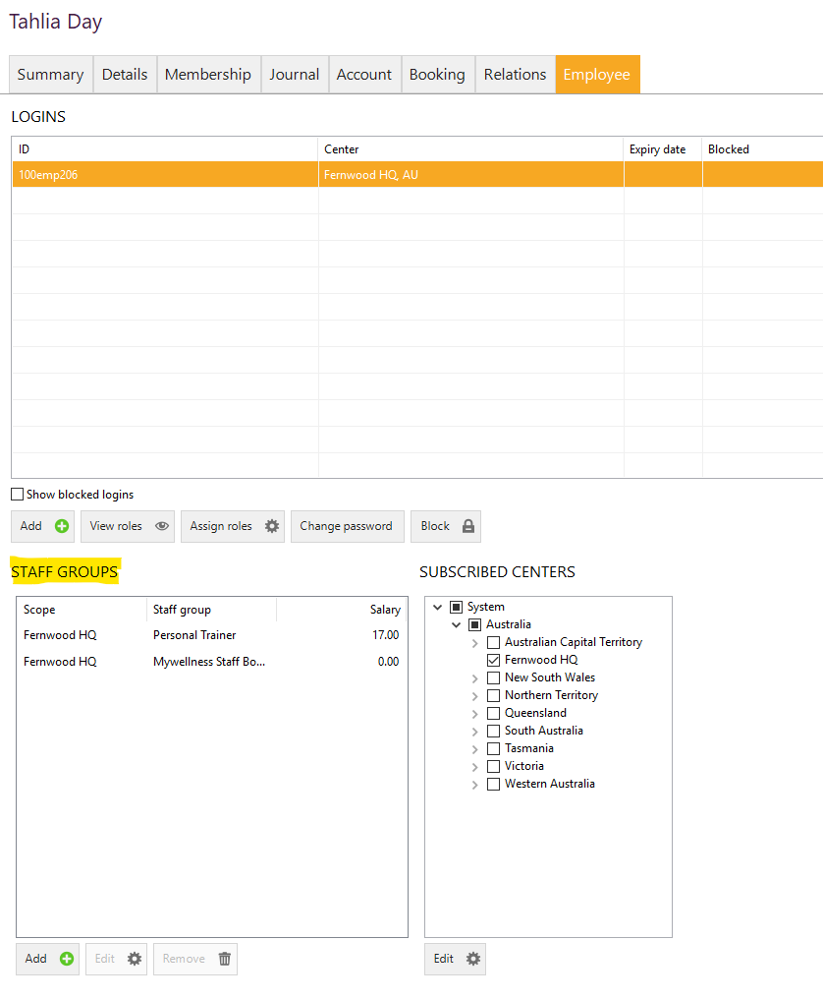 Tahlia Day
Summary Details Membership Journal Account Booking Relations Employee
LOGINS
ID Center Expiry date Blocked
100emp206 Fernwood HQ, AU
Show blocked logins
Add View roles Assign roles Change password Block
STAFF GROUPS
Scope Staff group Salary
Fernwood HQ Personal Trainer 17.00
Fernwood HQ Mywellness Staff Bo... 0.00
Add Edit Remove
SUBSCRIBED CENTERS
System
Australia
Australian Capital Territory
Fernwood HQ
New South Wales
Northern Territory
Queensland
South Australia
Tasmania
Victoria
Western Australia
Edit